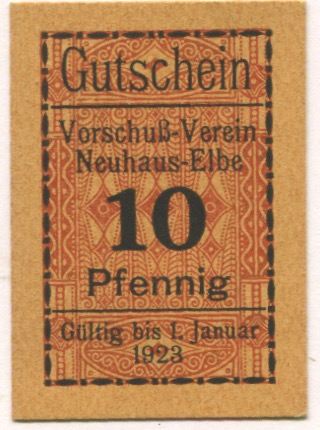 Gutschein
Vorschuß-Verein
Neuhaus-Elbe
10
Pfennig
Gültig bis 1. Januar
1923